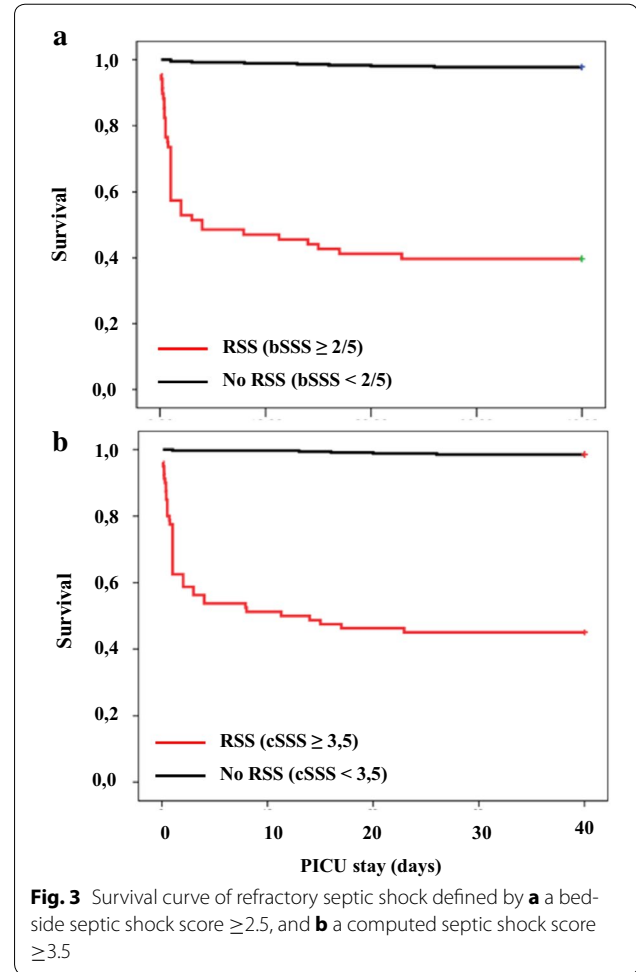 a
1,0
0,8
0,6
0,4
0,2
0,0
Survival
RSS (bSSS ≥ 2/5)
No RSS (bSSS < 2/5)
b
1,0
0,8
0,6
0,4
0,2
0,0
Survival
RSS (cSSS ≥ 3,5)
No RSS (cSSS < 3,5)
0 10 20 30 40
PICU stay (days)
Fig. 3 Survival curve of refractory septic shock defined by a a bed-
side septic shock score ≥2.5, and b a computed septic shock score
≥3.5